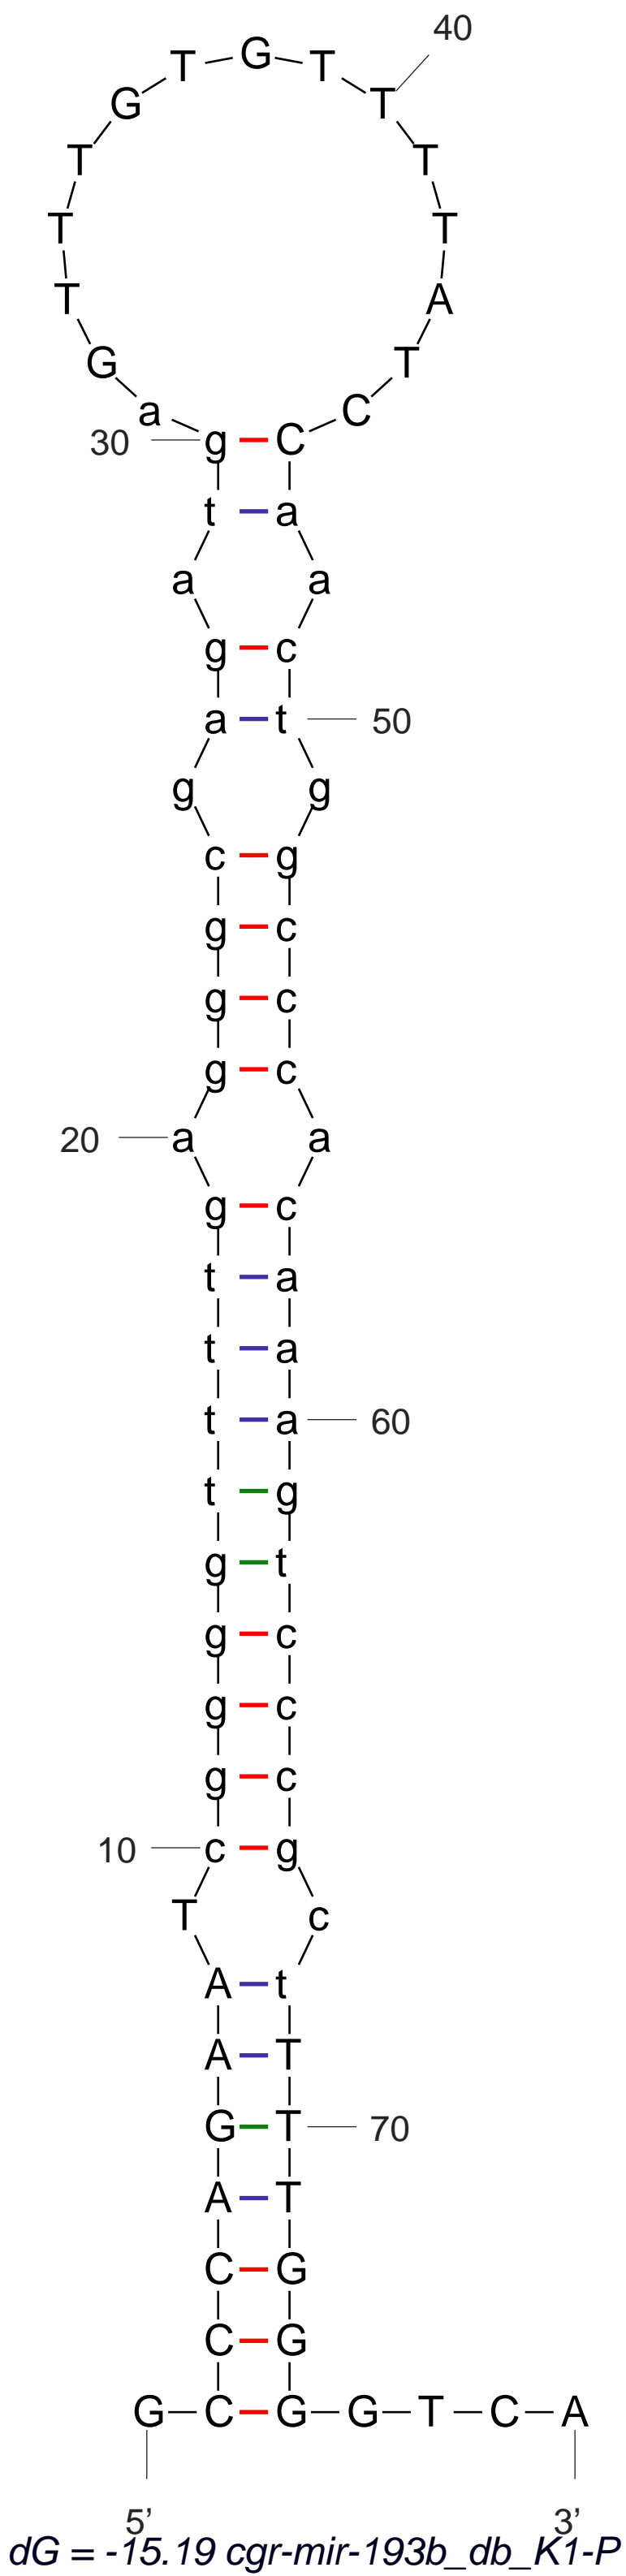 40
T G T
G T
T T
T T
T A
G T
a C
30 g C
t a
a a
g c
a t 50
g g
c g
g c
g c
g c
20 a a
g c
t a
t a
t a 60
t g
g t
g c
g c
g c
10 c g
T c
A t
A T
G T 70
A T
C G
C G
G C G G T C A
5’ 3’
dG = -15.19 cgr-mir-193b_db_K1-P